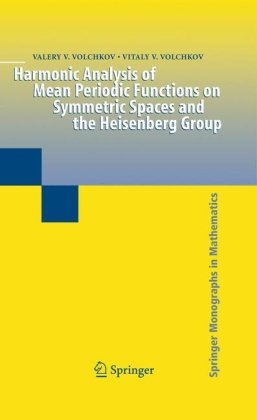 VALERY V. VOLCHKOV · VITALY V. VOLCHKOV
Harmonic Analysis of
Mean Periodic Functions on
Symmetric Spaces and
the Heisenberg Group
Springer Monographs in Mathematics
Springer